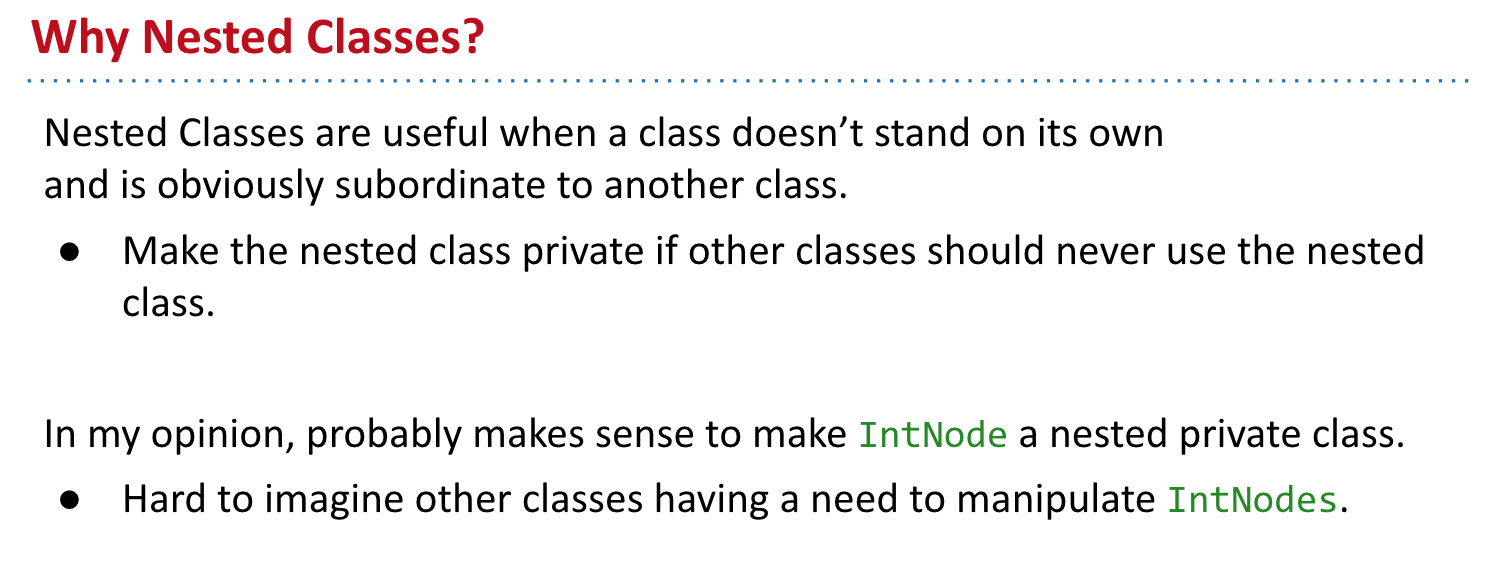 Why Nested Classes?
Nested Classes are useful when a class doesn’t stand on its own
and is obviously subordinate to another class.
● Make the nested class private if other classes should never use the nested
class.
In my opinion, probably makes sense to make IntNode a nested private class.
● Hard to imagine other classes having a need to manipulate IntNodes.